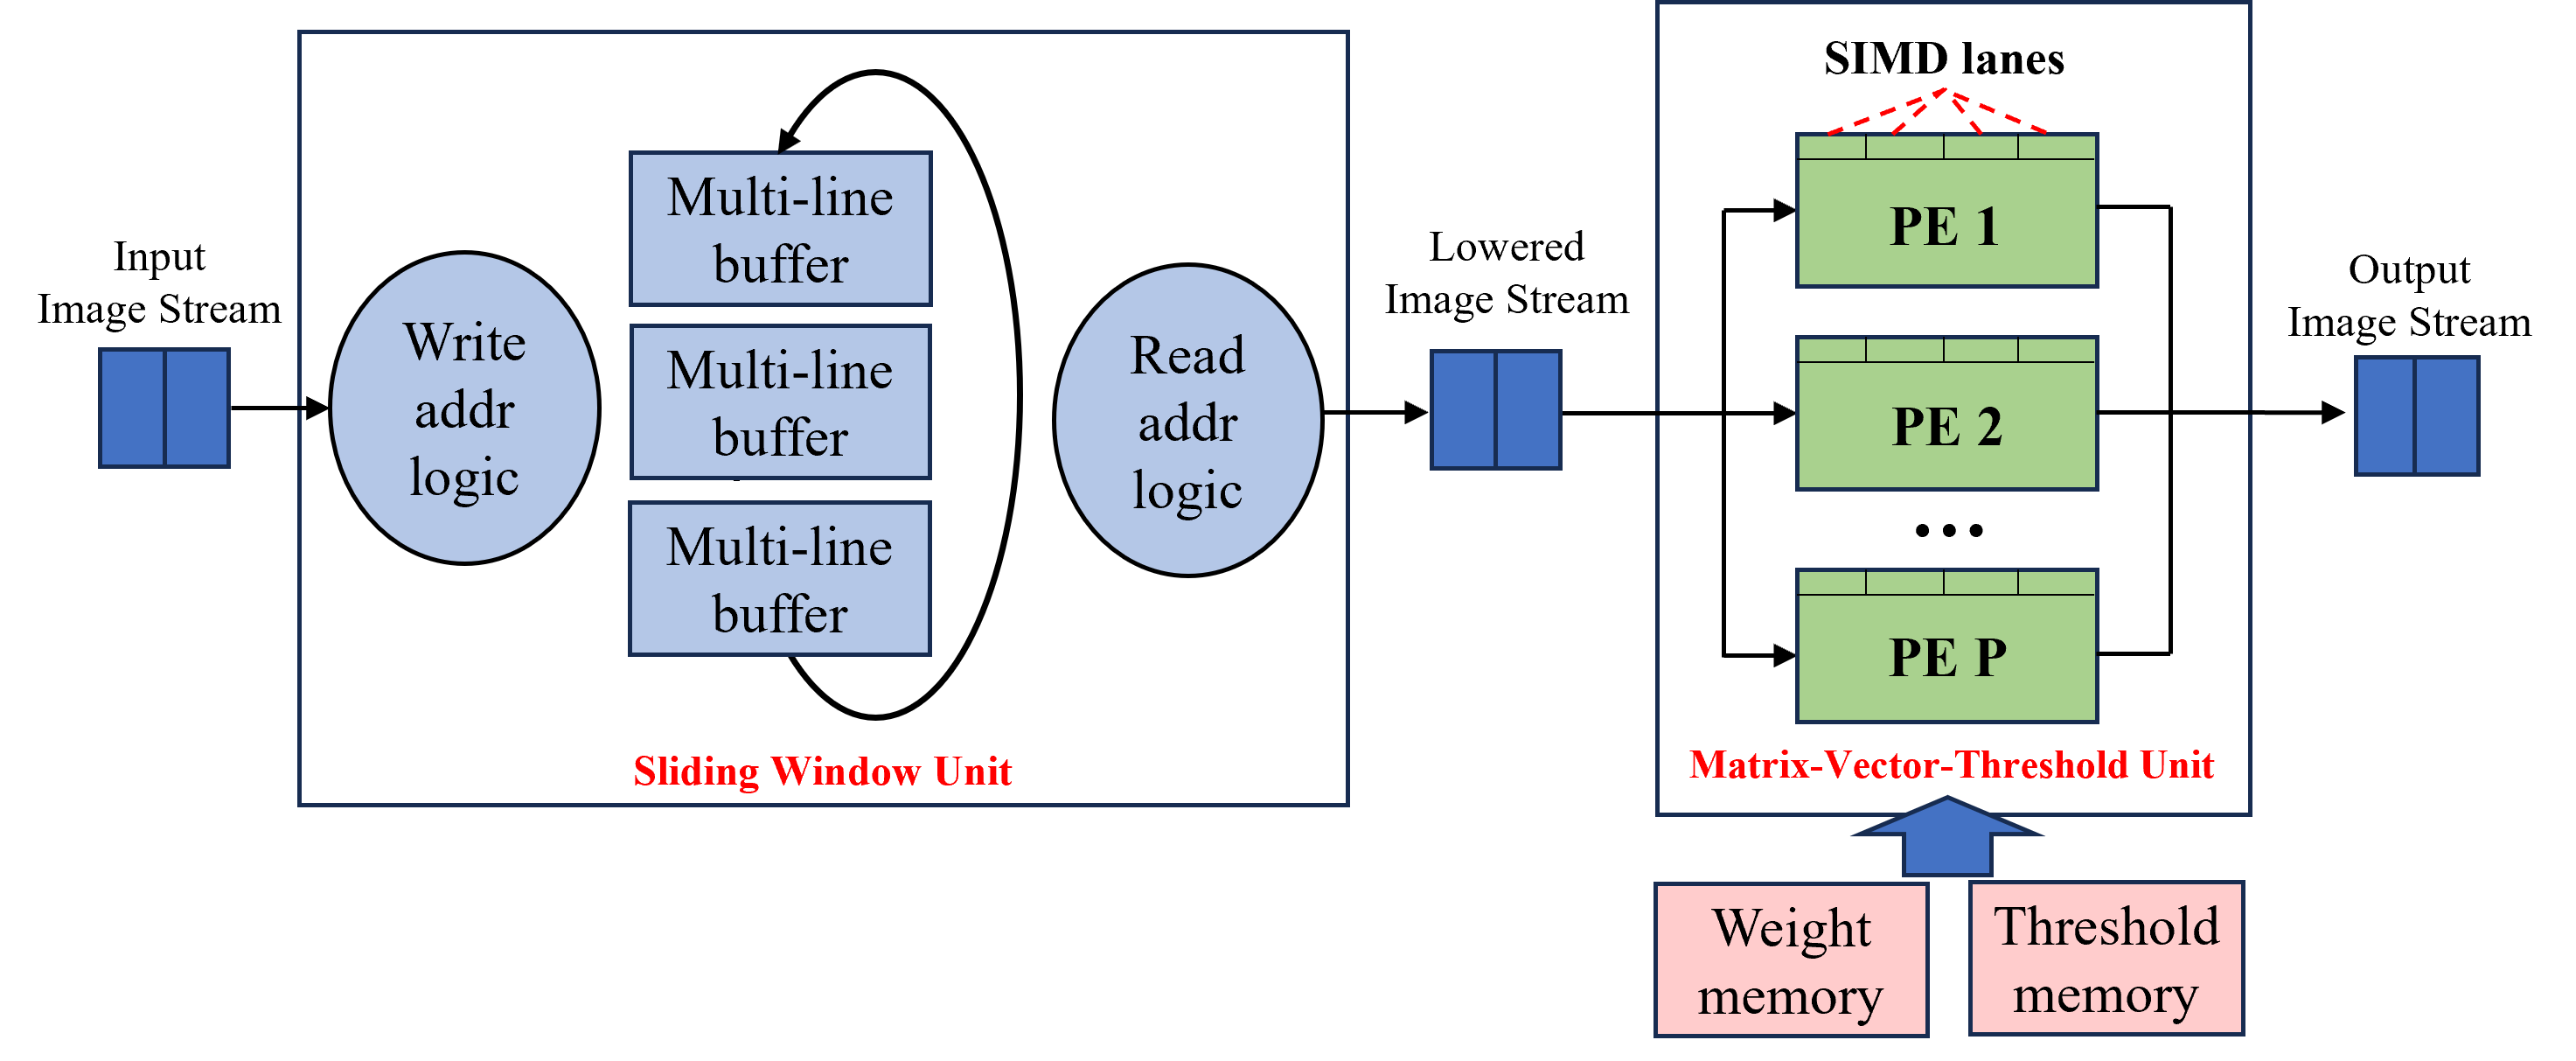 Input
Image Stream
Write
addr
logic
Multi-line
buffer
Multi-line
buffer
Multi-line
buffer
Read
addr
logic
Sliding Window Unit
Lowered
Image Stream
SIMD lanes
PE 1
PE 2
...
PE P
Matrix-Vector-Threshold Unit
Weight
memory
Threshold
memory
Output
Image Stream